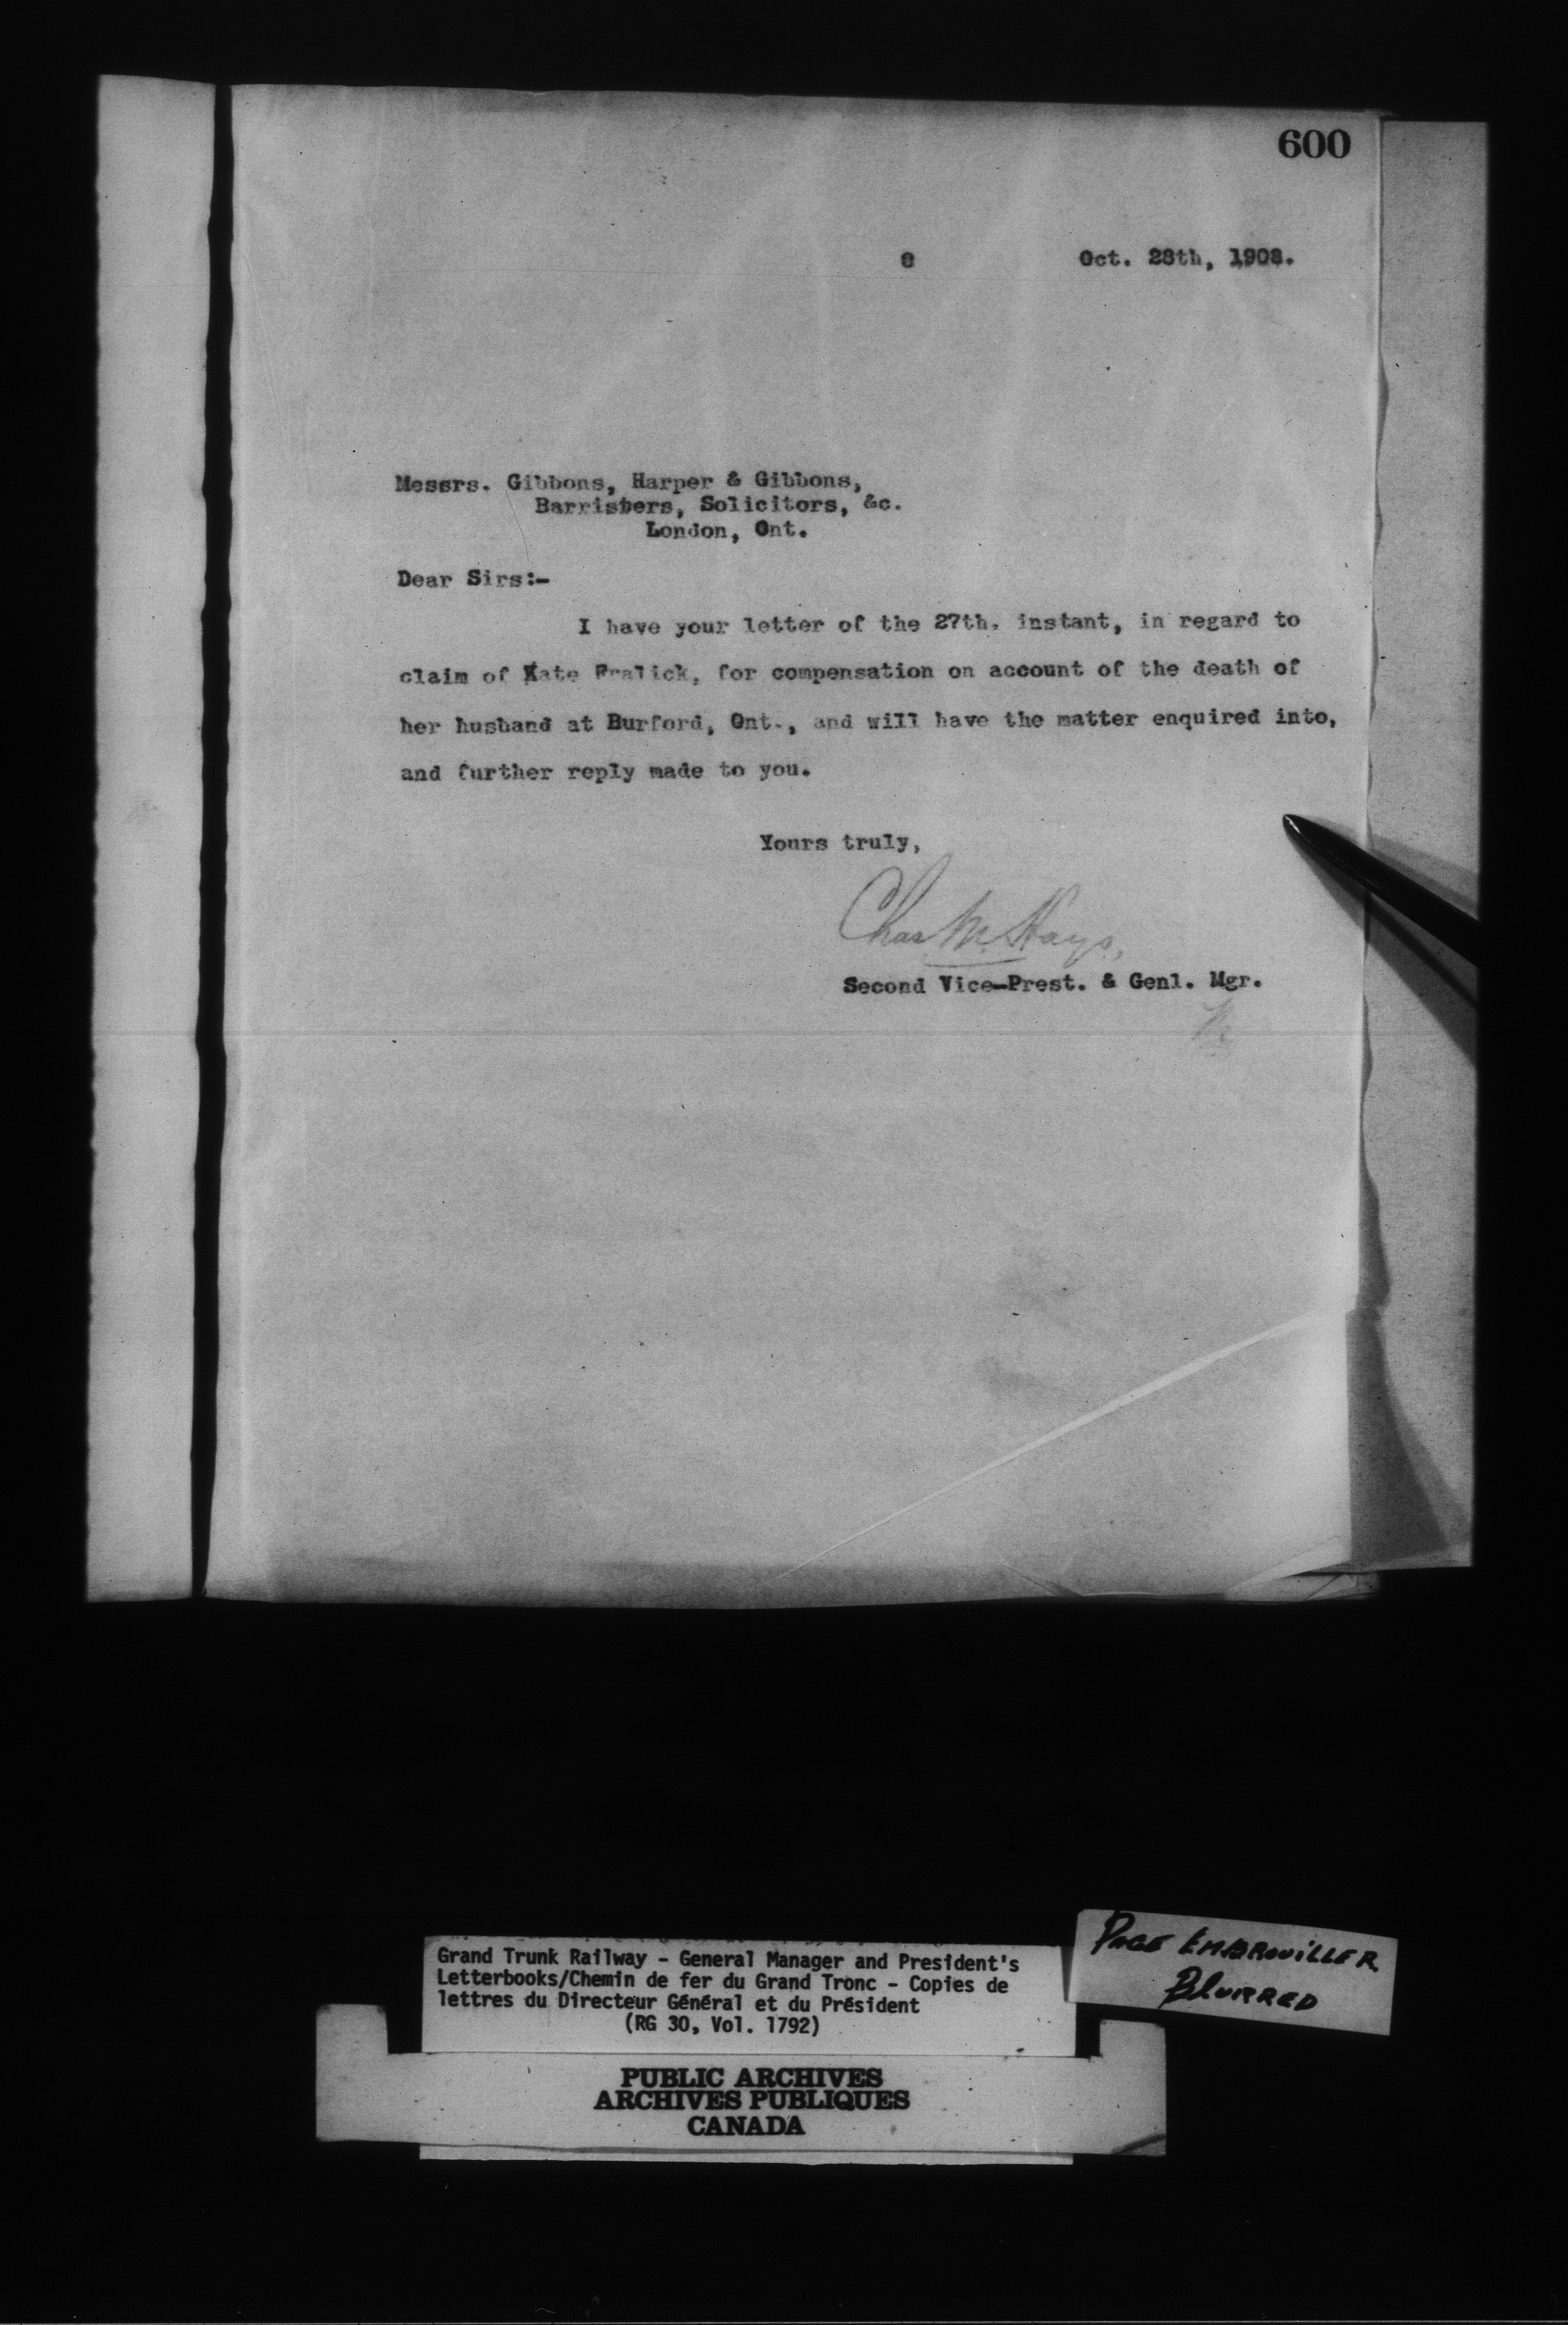 600
e Oct. 28th, 1908.
Messrs. Gibbons, Harper & Gibbons,
Barristers, Solicitors, &c.
London, Ont.
Dear Sirs:-
I have your letter of the 27th. instant, in regard to
claim of Kate Fralick, for compensation on account of the death of
her husband at Burford, Ont., and will have the matter enquired into,
and further reply made to you.
Yours truly,
Chas M. Hays,
Second Vice-Prest. & Genl. Mgr.
Grand Trunk Railway - General Manager and President's
Letterbooks/Chemin de fer du Grand Tronc - Copies de
lettres du Directeur Général et du Président
(RG 30, Vol. 1792)
PAGE EMBROUILLER
BLURRED
PUBLIC ARCHIVES
ARCHIVES PUBLIQUES
CANADA